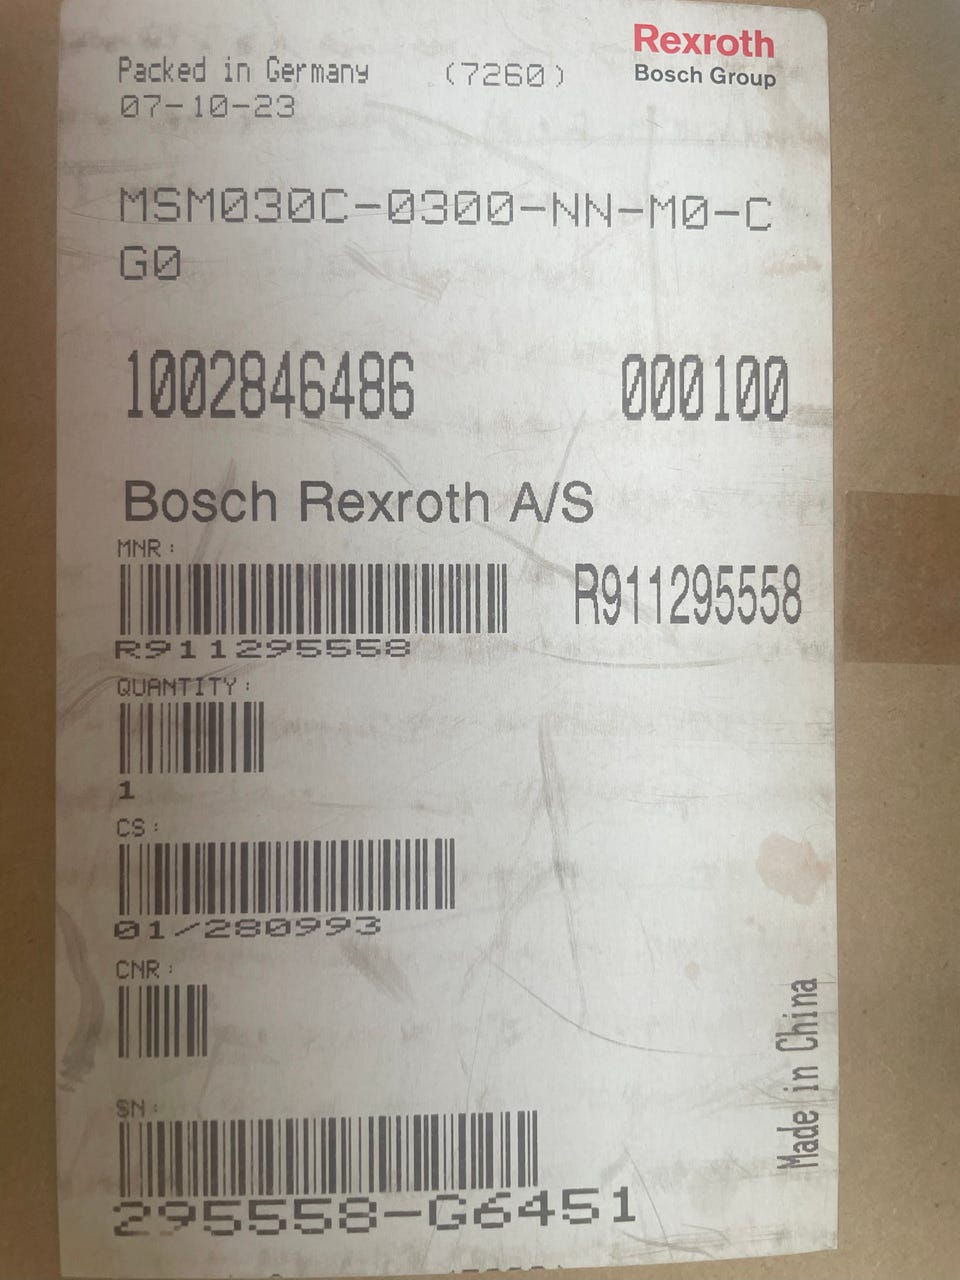 Rexroth
Bosch Group
Packed in Germany (7260)
07-10-23
MSM030C-0300-NN-M0-C
G0
1002846486 000100
Bosch Rexroth A/S
MNR:
R911295558
R911295558
QUANTITY:
1
CS:
01/280993
CNR:
SN:
295558-G6451
Made in China